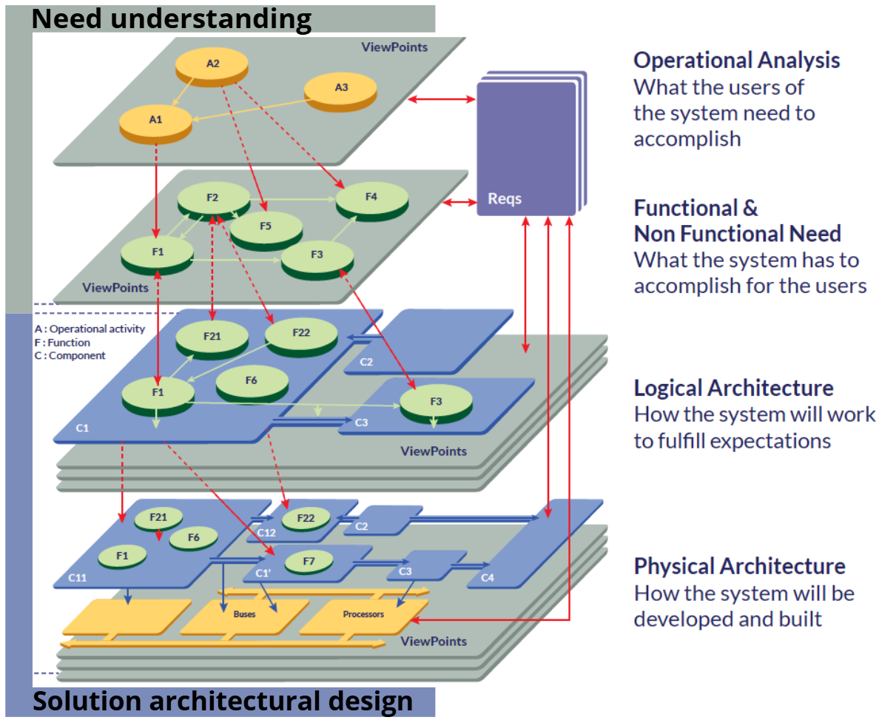 Need understanding
ViewPoints
A2
A3
A1
Operational Analysis
What the users of
the system need to
accomplish
Reqs
F2
F4
F5
F1
F3
ViewPoints
Functional &
Non Functional Need
What the system has to
accomplish for the users
A : Operational activity
F : Function
C : Component
F21
F22
C2
F6
F1
F3
C1
C3
ViewPoints
Logical Architecture
How the system will work
to fulfill expectations
F21
F22
C2
C12
F6
F1
F7
C11
C1'
C3
C4
Buses
Processors
ViewPoints
Physical Architecture
How the system will be
developed and built
Solution architectural design